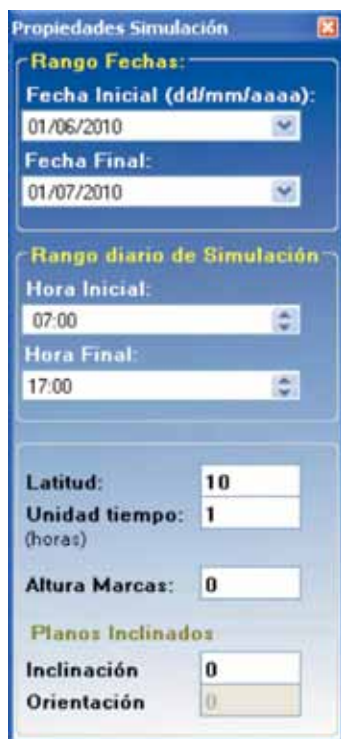 Propiedades Simulación
Rango Fechas:
Fecha Inicial (dd/mm/aaaa):
01/06/2010
Fecha Final:
01/07/2010
Rango diario de Simulación
Hora Inicial:
07:00
Hora Final:
17:00
Latitud: 10
Unidad tiempo: 1
(horas)
Altura Marcas: 0
Planos Inclinados
Inclinación 0
Orientación 0